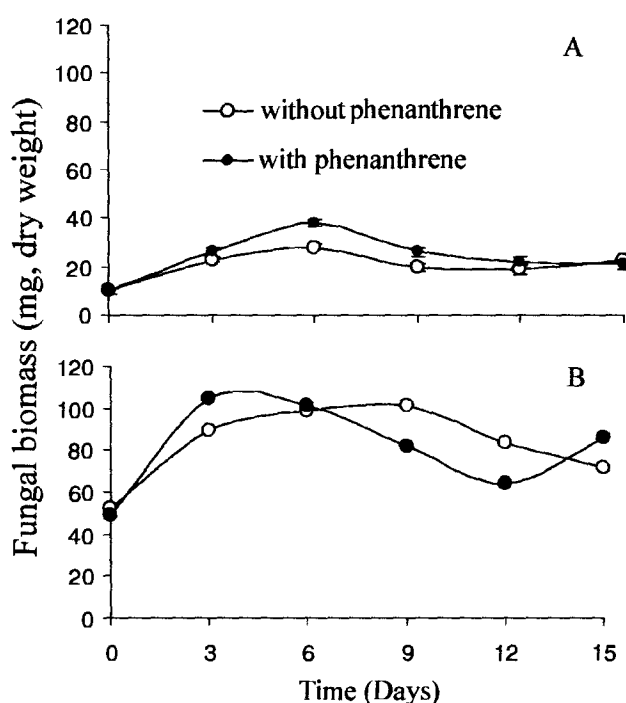 120
100
80
60
40
20
0
A
without phenanthrene
with phenanthrene
Fungal biomass (mg, dry weight)
120
100
80
60
40
20
0
B
0 3 6 9 12 15
Time (Days)